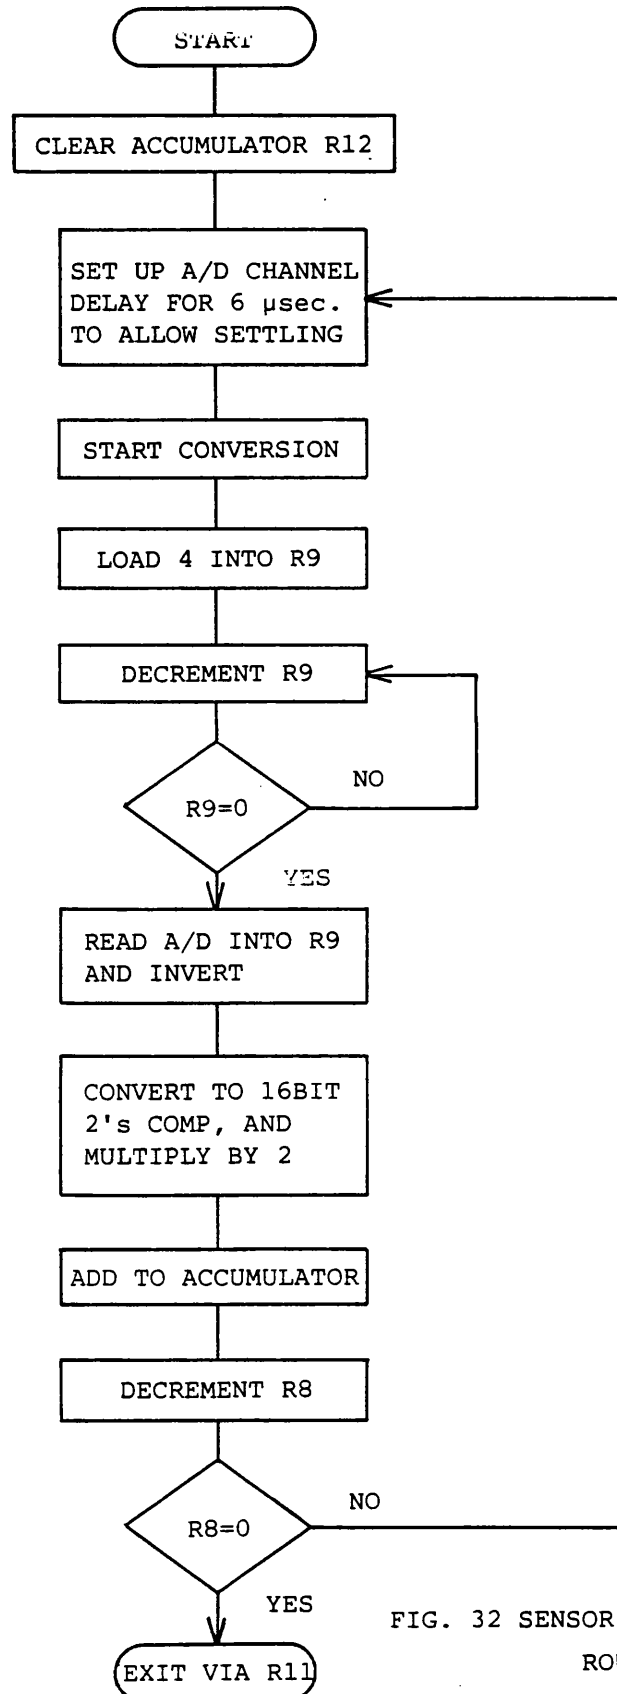 START
CLEAR ACCUMULATOR R12
SET UP A/D CHANNEL
DELAY FOR 6 µsec.
TO ALLOW SETTLING
START CONVERSION
LOAD 4 INTO R9
DECREMENT R9
NO
R9=0
YES
READ A/D INTO R9
AND INVERT
CONVERT TO 16BIT
2's COMP, AND
MULTIPLY BY 2
ADD TO ACCUMULATOR
DECREMENT R8
NO
R8=0
YES
FIG. 32 SENSOR
EXIT VIA R11